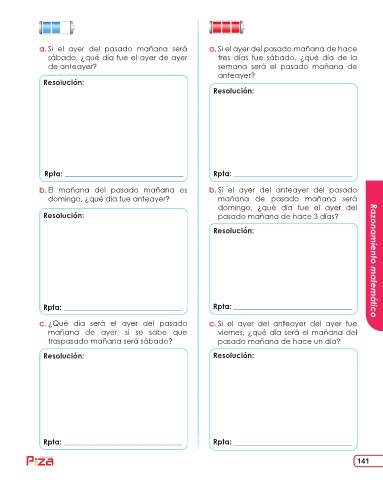 a. Si el ayer del pasado mañana será
sábado, ¿qué día fue el ayer de ayer
de anteayer?
Resolución:
Rpta:
b. El mañana del pasado mañana es
domingo, ¿qué día fue anteayer?
Resolución:
Rpta:
c. ¿Qué día será el ayer del pasado
mañana de ayer, si se sabe que
traspasado mañana será sábado?
Resolución:
Rpta:
a. Si el ayer del pasado mañana de hace
tres días fue sábado, ¿qué día de la
semana será el pasado mañana de
anteayer?
Resolución:
Rpta:
b. Si el ayer del anteayer del pasado
mañana de pasado mañana será
domingo, ¿qué día fue el ayer del
pasado mañana de hace 3 días?
Resolución:
Rpta:
c. Si el ayer del anteayer del ayer fue
viernes, ¿qué día será el mañana del
pasado mañana de hace un día?
Resolución:
Rpta:
Razonamiento matemático
Piza
141